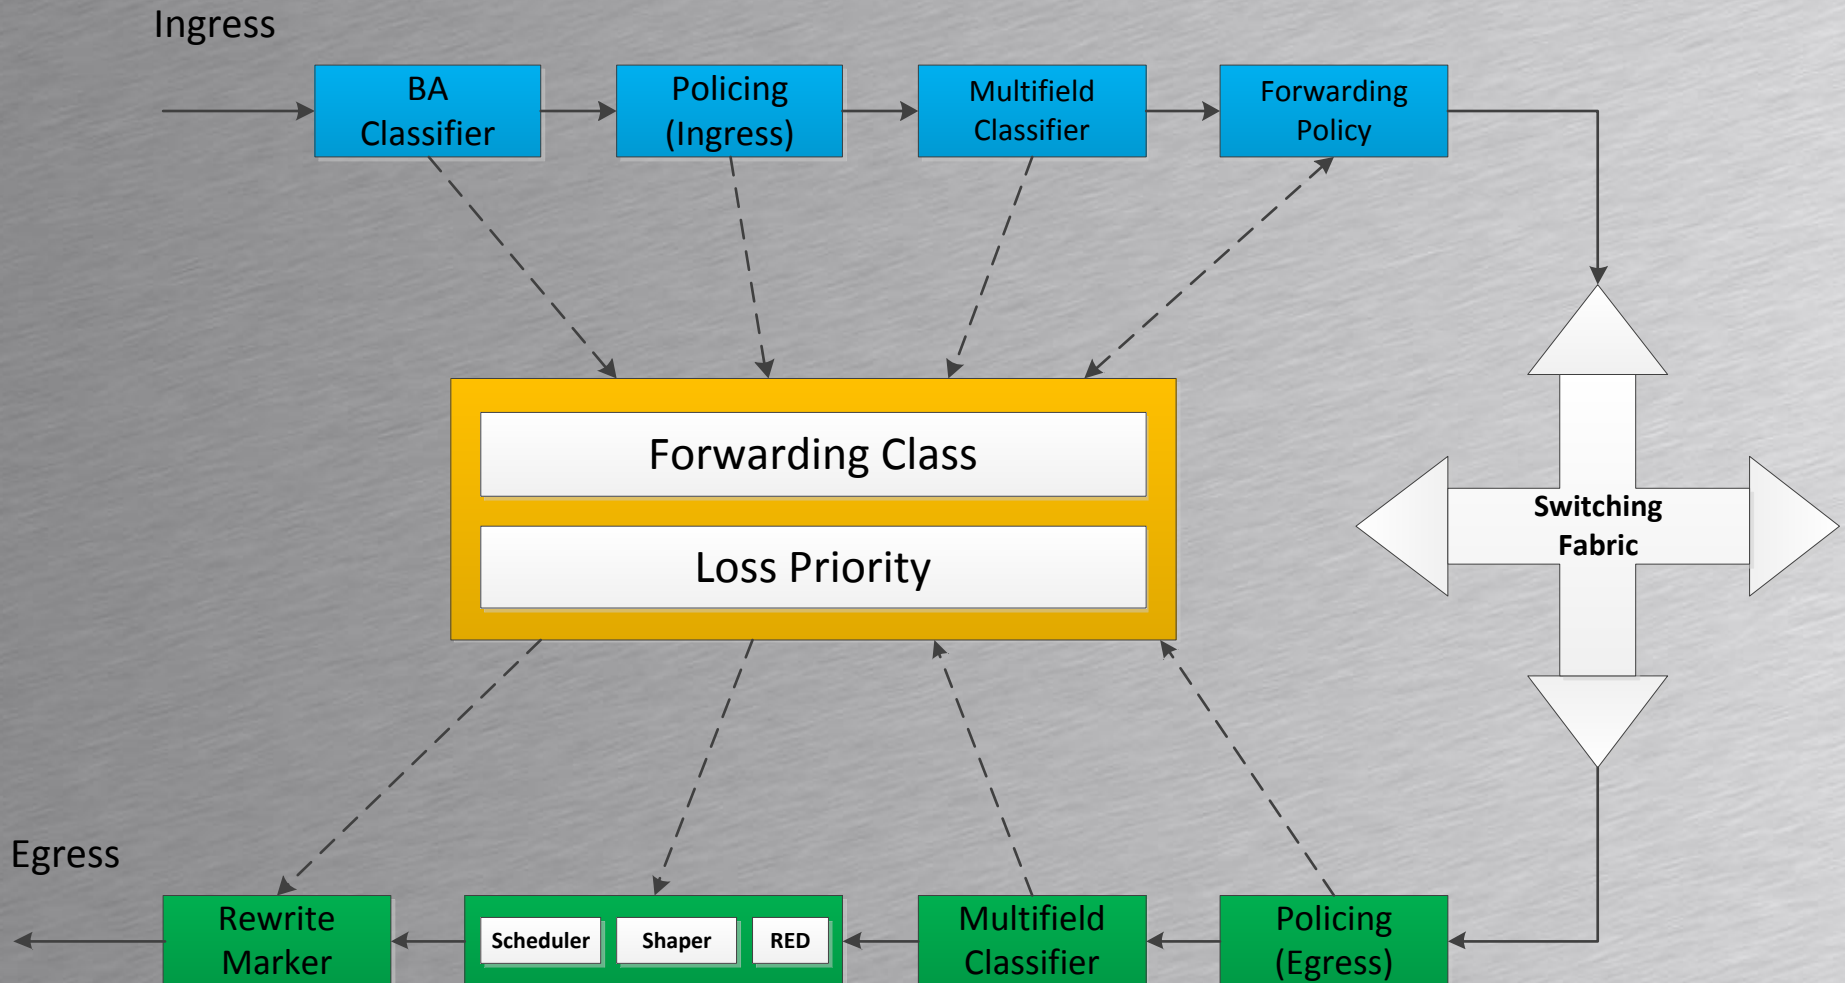 Ingress
BA
Classifier
Policing
(Ingress)
Multifield
Classifier
Forwarding
Policy
Forwarding Class
Loss Priority
Switching
Fabric
Egress
Rewrite
Marker
Scheduler
Shaper
RED
Multifield
Classifier
Policing
(Egress)